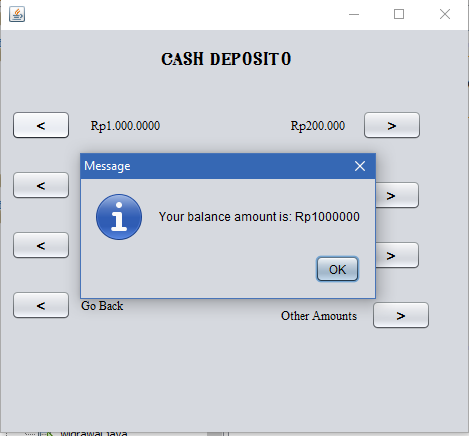 CASH DEPOSITO
< Rp1.000.0000 Rp200.000 >
Message
< >
Your balance amount is: Rp1000000
< >
OK
< Go Back
Other Amounts >
widrawal.java